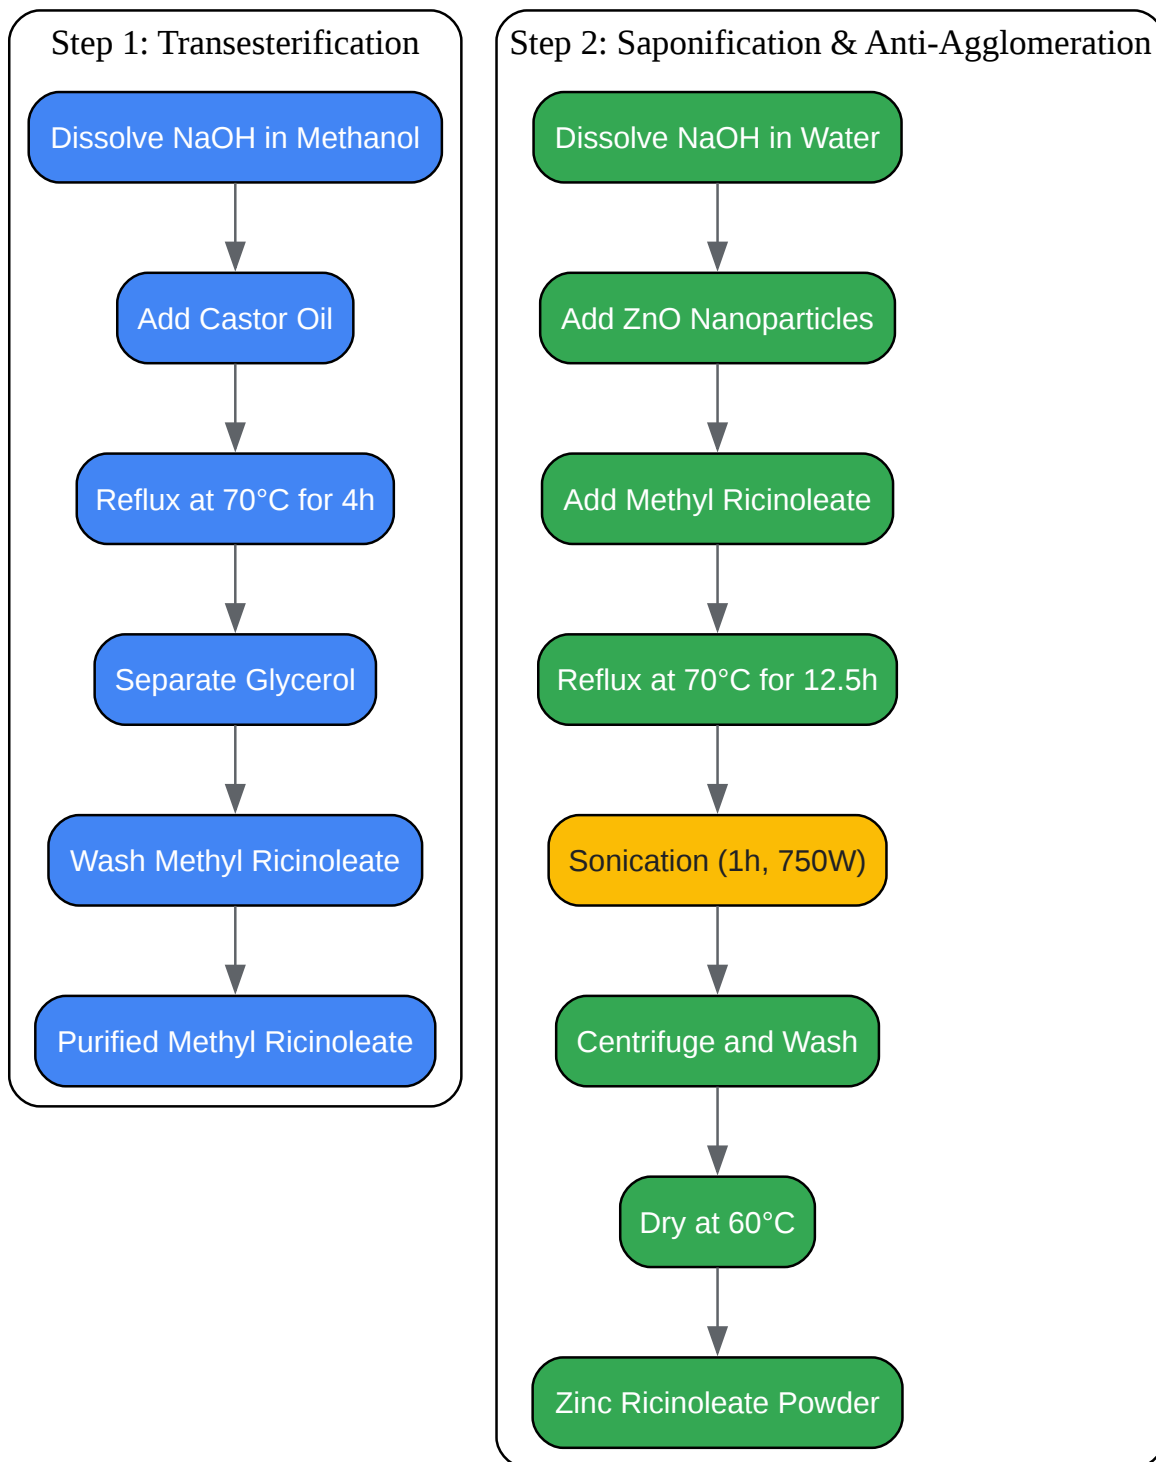 Step 1: Transesterification
Dissolve NaOH in Methanol
Add Castor Oil
Reflux at 70°C for 4h
Separate Glycerol
Wash Methyl Ricinoleate
Purified Methyl Ricinoleate
Step 2: Saponification & Anti-Agglomeration
Dissolve NaOH in Water
Add ZnO Nanoparticles
Add Methyl Ricinoleate
Reflux at 70°C for 12.5h
Sonication (1h, 750W)
Centrifuge and Wash
Dry at 60°C
Zinc Ricinoleate Powder